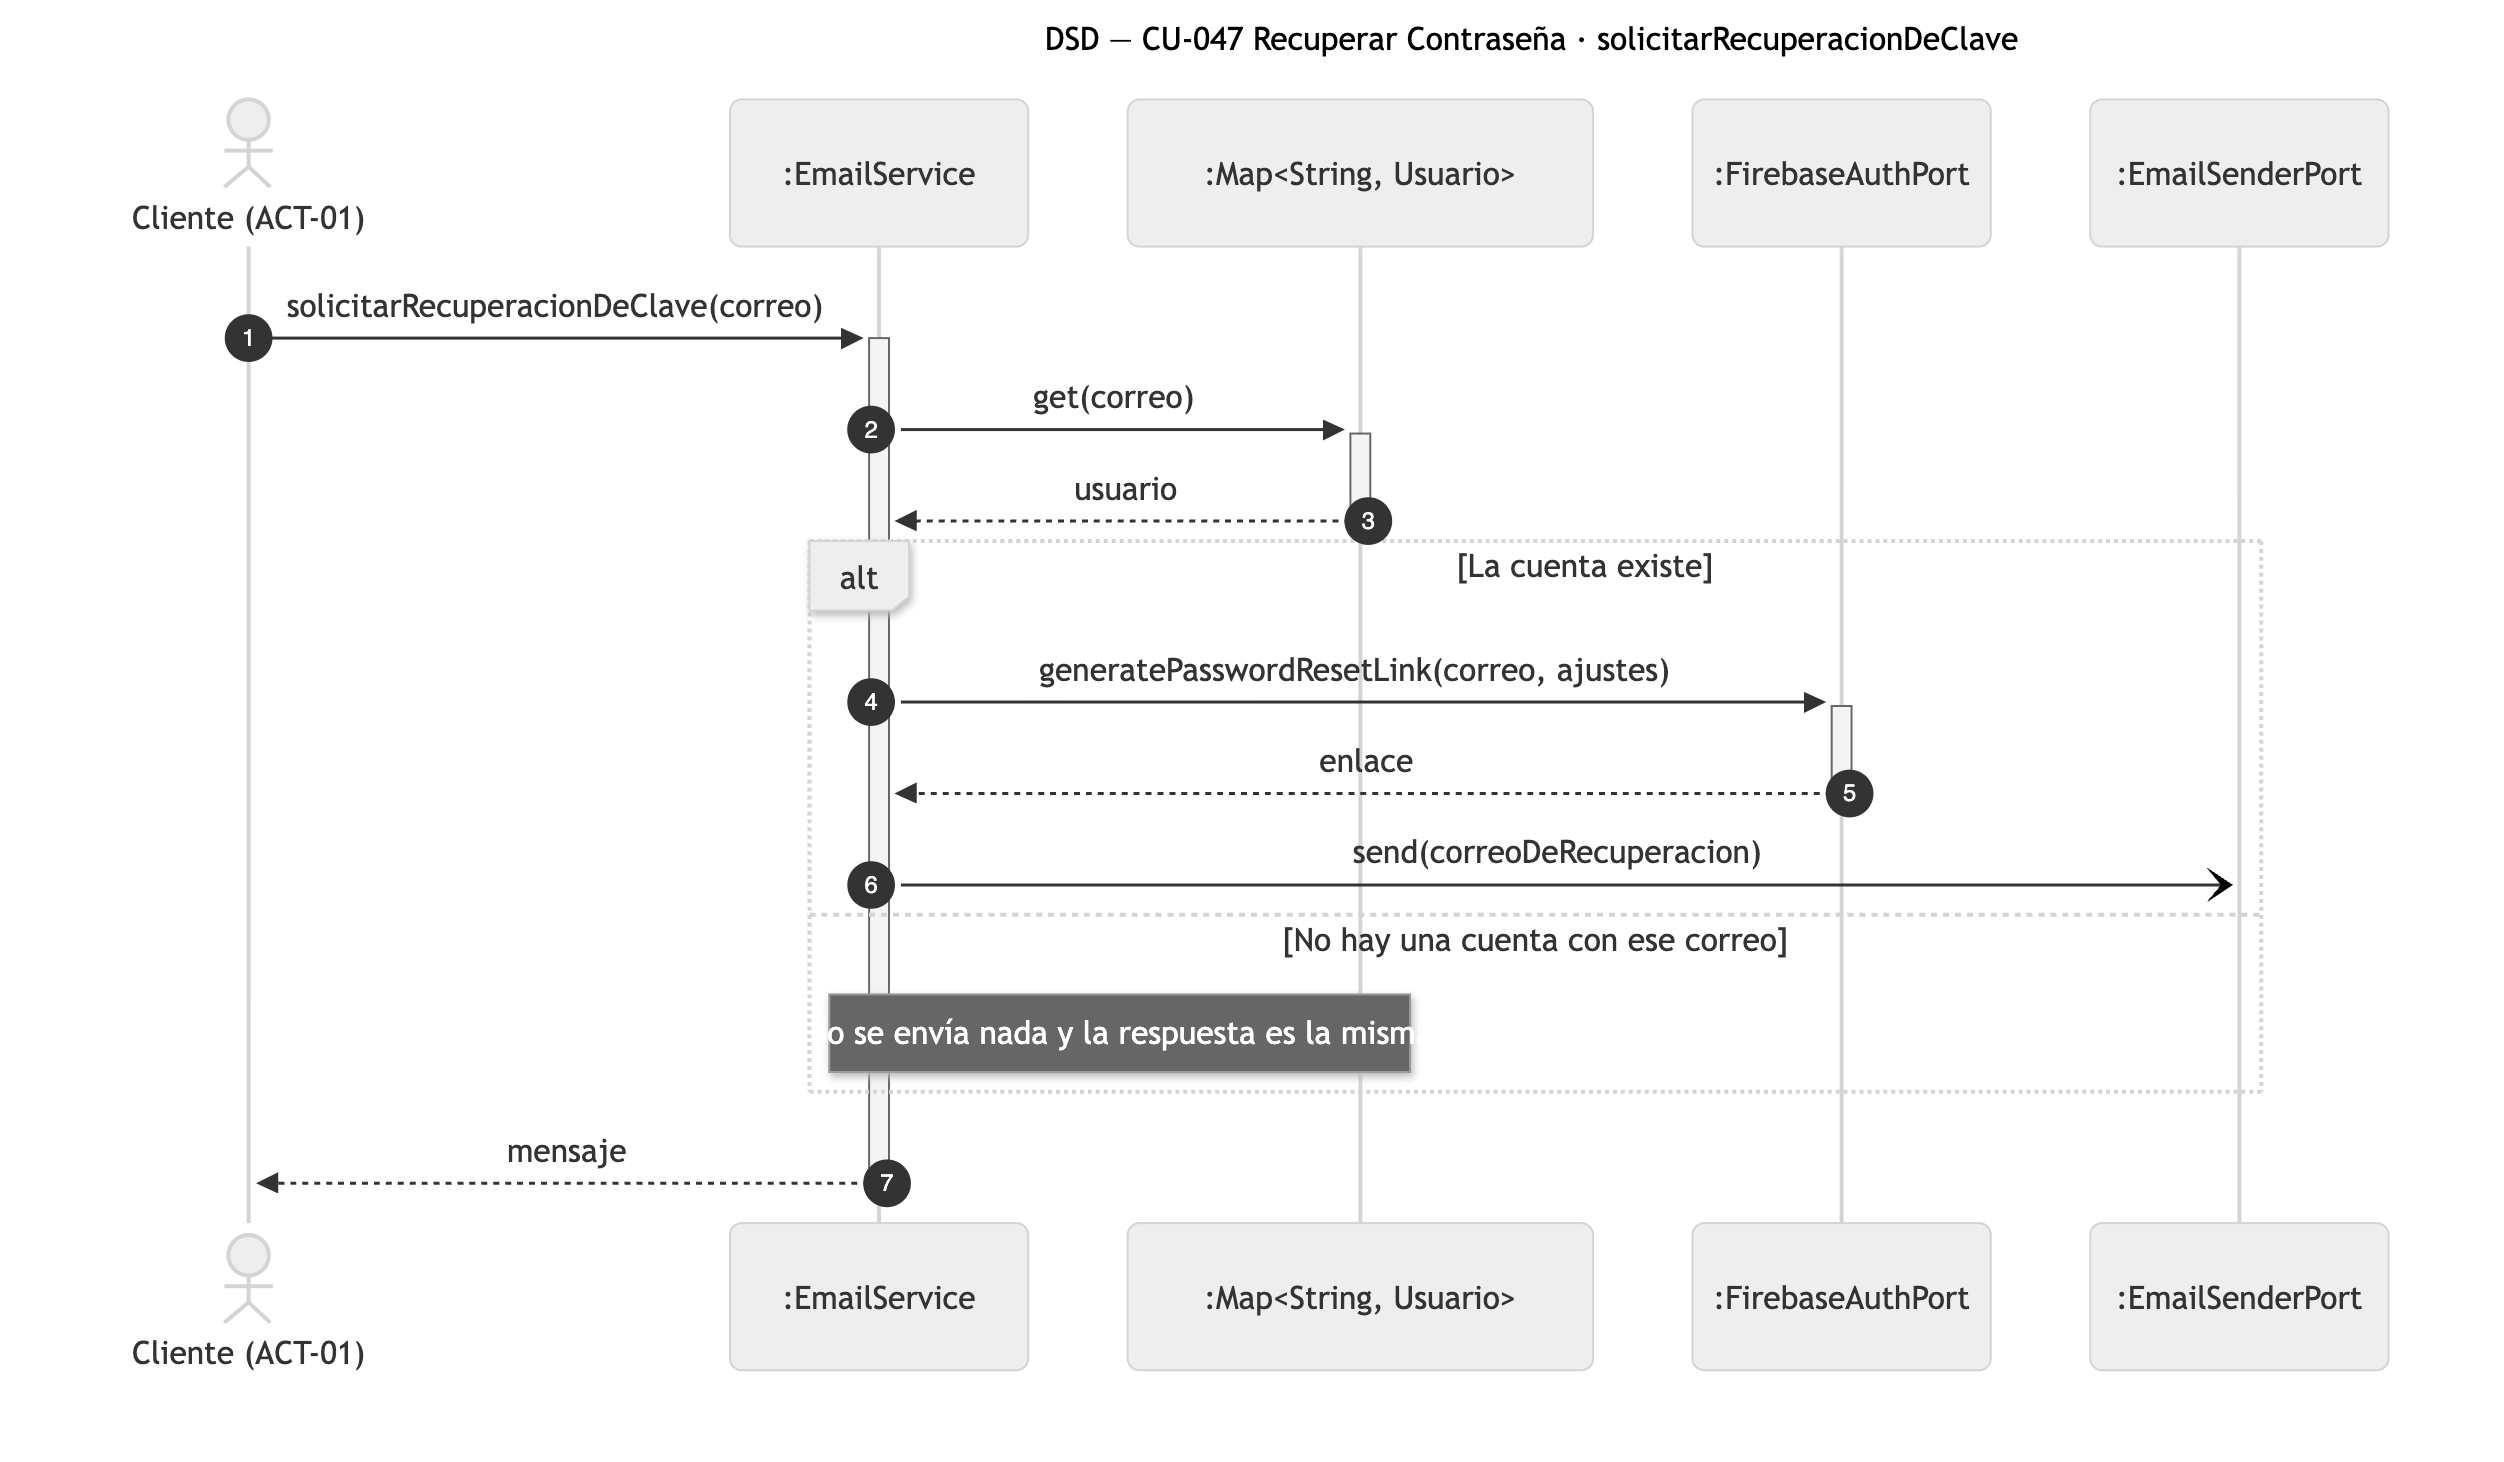 DSD — CU-047 Recuperar Contraseña · solicitarRecuperacionDeClave
Cliente (ACT-01)
:EmailService
:Map<String, Usuario>
:FirebaseAuthPort
:EmailSenderPort
solicitarRecuperacionDeClave(correo)
1
get(correo)
2
usuario
3
alt
[La cuenta existe]
generatePasswordResetLink(correo, ajustes)
4
enlace
5
send(correoDeRecuperacion)
6
[No hay una cuenta con ese correo]
o se envía nada y la respuesta es la mism
mensaje
7
Cliente (ACT-01)
:EmailService
:Map<String, Usuario>
:FirebaseAuthPort
:EmailSenderPort